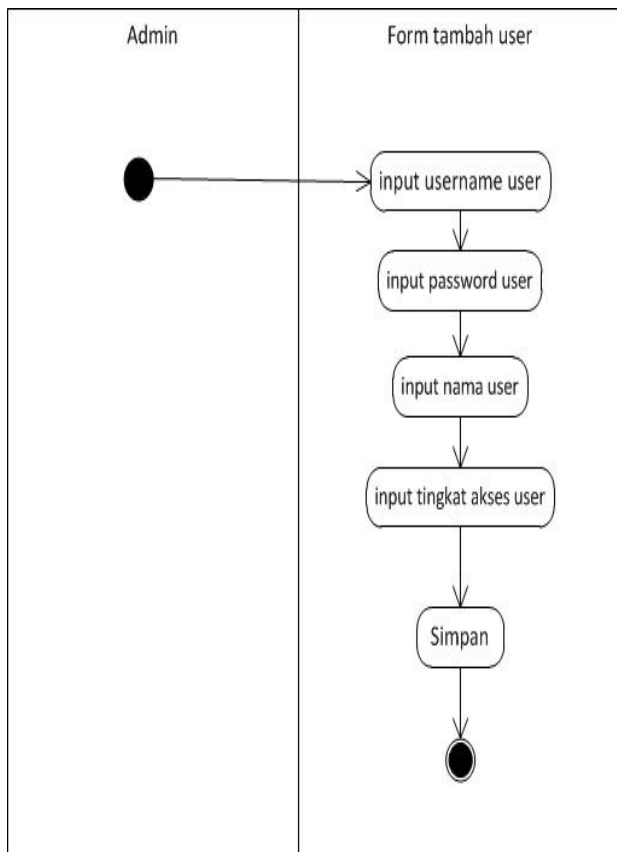 Admin
Form tambah user
input username user
input password user
input nama user
input tingkat akses user
Simpan